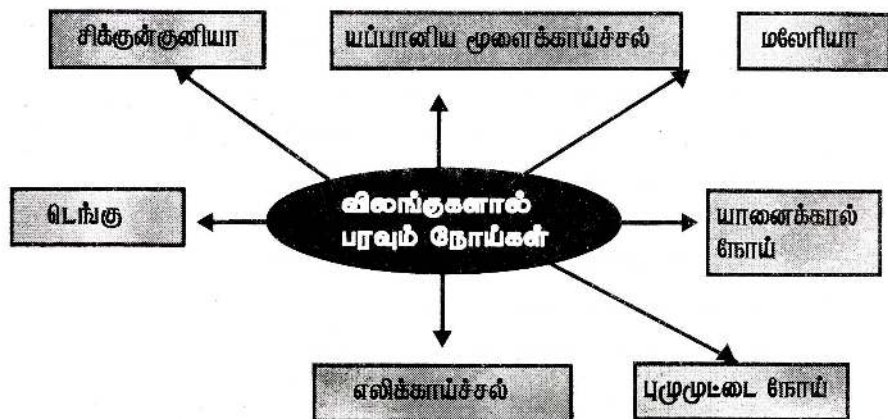 சிக்குன்குனியா
யப்பானிய மூளைக்காய்ச்சல்
மலேரியா
டெங்கு
விலங்குகளால்
பரவும் நோய்கள்
யானைக்கால்
நோய்
எலிக்காய்ச்சல்
புழுமுட்டை நோய்